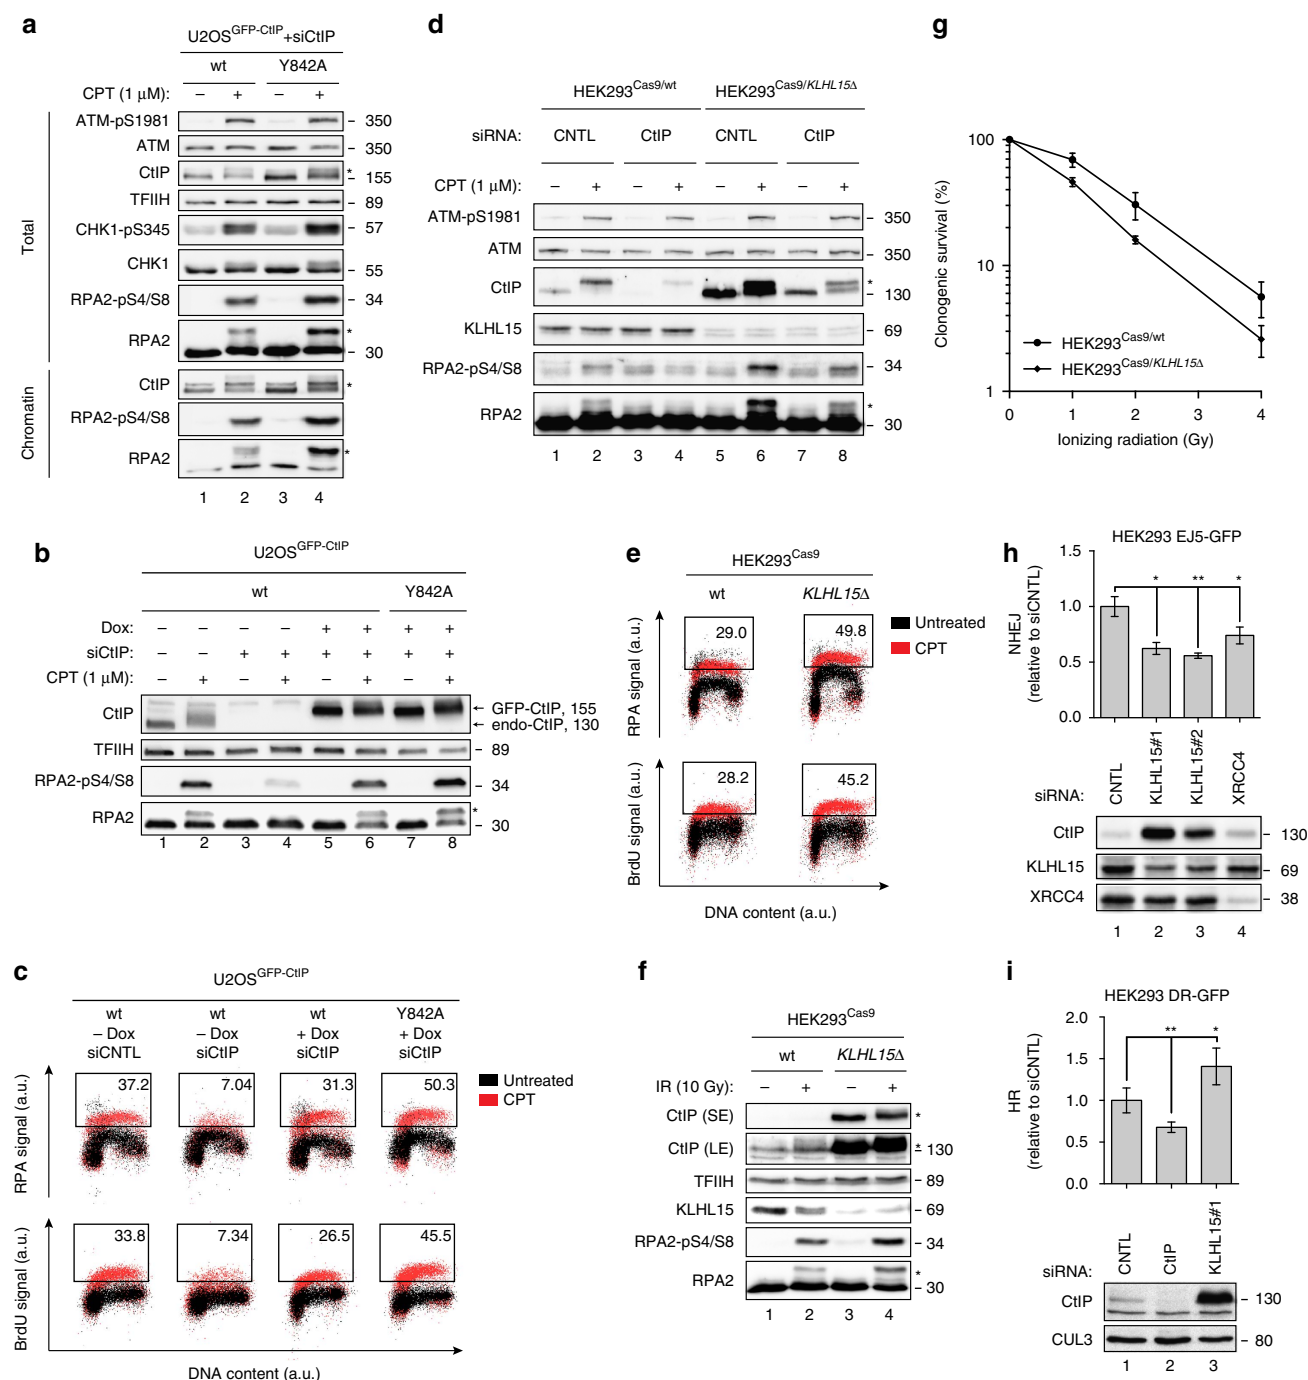 a
U2OS^GFP-CtIP+siCtIP
wt Y842A
CPT (1 μM): – + – +
Total
ATM-pS1981 – 350
ATM – 350
CtIP * – 155
TFIIH – 89
CHK1-pS345 – 57
CHK1 – 55
RPA2-pS4/S8 – 34
RPA2 * – 30
Chromatin
CtIP *
RPA2-pS4/S8
RPA2 *
1 2 3 4
b
U2OS^GFP-CtIP
wt Y842A
Dox: – – – – + + + +
siCtIP: – – + + + + + +
CPT (1 μM): – + – + – + – +
CtIP ← GFP-CtIP, 155
← endo-CtIP, 130
TFIIH – 89
RPA2-pS4/S8 – 34
RPA2 * – 30
1 2 3 4 5 6 7 8
c
U2OS^GFP-CtIP
wt wt wt Y842A
– Dox – Dox + Dox + Dox
siCNTL siCtIP siCtIP siCtIP
Untreated
CPT
RPA signal (a.u.)
37.2 7.04 31.3 50.3
BrdU signal (a.u.)
33.8 7.34 26.5 45.5
DNA content (a.u.)
d
HEK293^Cas9/wt HEK293^Cas9/KLHL15Δ
siRNA: CNTL CtIP CNTL CtIP
CPT (1 μM): – + – + – + – +
ATM-pS1981 – 350
ATM – 350
CtIP * – 130
KLHL15 – 69
RPA2-pS4/S8 – 34
RPA2 * – 30
1 2 3 4 5 6 7 8
e
HEK293^Cas9
wt KLHL15Δ
Untreated
CPT
RPA signal (a.u.)
29.0 49.8
BrdU signal (a.u.)
28.2 45.2
DNA content (a.u.)
f
HEK293^Cas9
wt KLHL15Δ
IR (10 Gy): – + – +
CtIP (SE) *
CtIP (LE) * – 130
TFIIH – 89
KLHL15 – 69
RPA2-pS4/S8 – 34
RPA2 * – 30
1 2 3 4
g
Clonogenic survival (%)
100
10
1
HEK293^Cas9/wt
HEK293^Cas9/KLHL15Δ
0 1 2 3 4
Ionizing radiation (Gy)
h
HEK293 EJ5-GFP
NHEJ
(relative to siCNTL)
1.5
1.0
0.5
0.0
* ** *
siRNA: CNTL KLHL15#1 KLHL15#2 XRCC4
CtIP – 130
KLHL15 – 69
XRCC4 – 38
1 2 3 4
i
HEK293 DR-GFP
HR
(relative to siCNTL)
2.0
1.5
1.0
0.5
0.0
** *
siRNA: CNTL CtIP KLHL15#1
CtIP – 130
CUL3 – 80
1 2 3